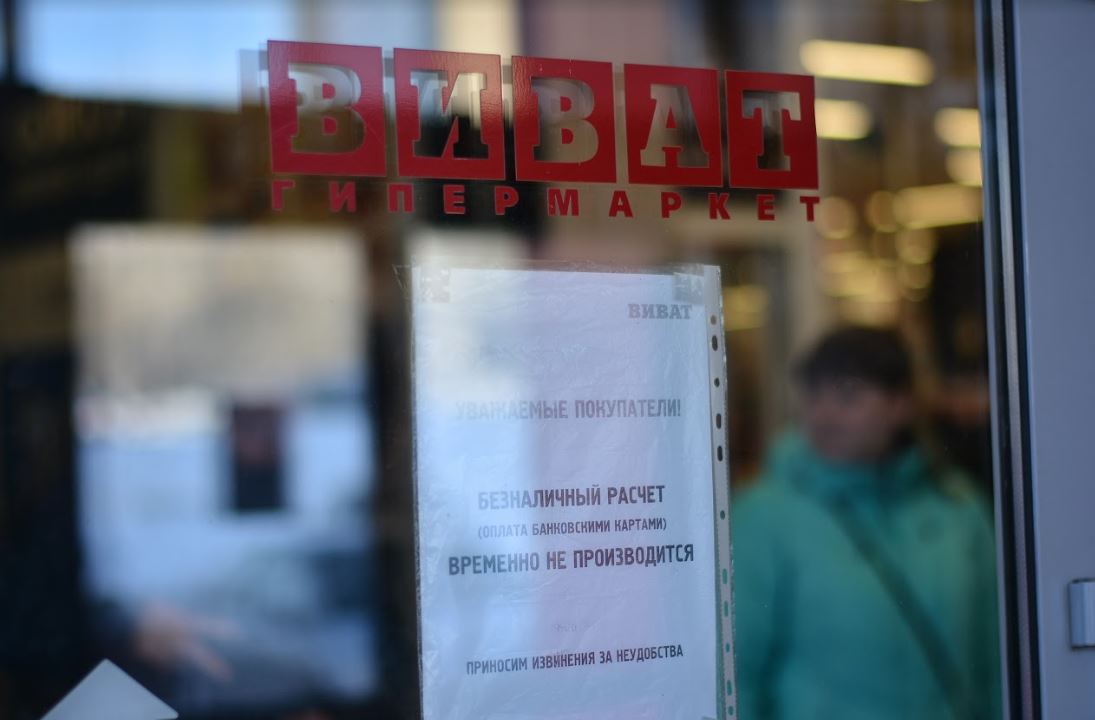 ВИВАТ
ГИПЕРМАРКЕТ
ВИВАТ
УВАЖАЕМЫЕ ПОКУПАТЕЛИ!
БЕЗНАЛИЧНЫЙ РАСЧЕТ
(ОПЛАТА БАНКОВСКИМИ КАРТАМИ)
ВРЕМЕННО НЕ ПРОИЗВОДИТСЯ
ПРИНОСИМ ИЗВИНЕНИЯ ЗА НЕУДОБСТВА